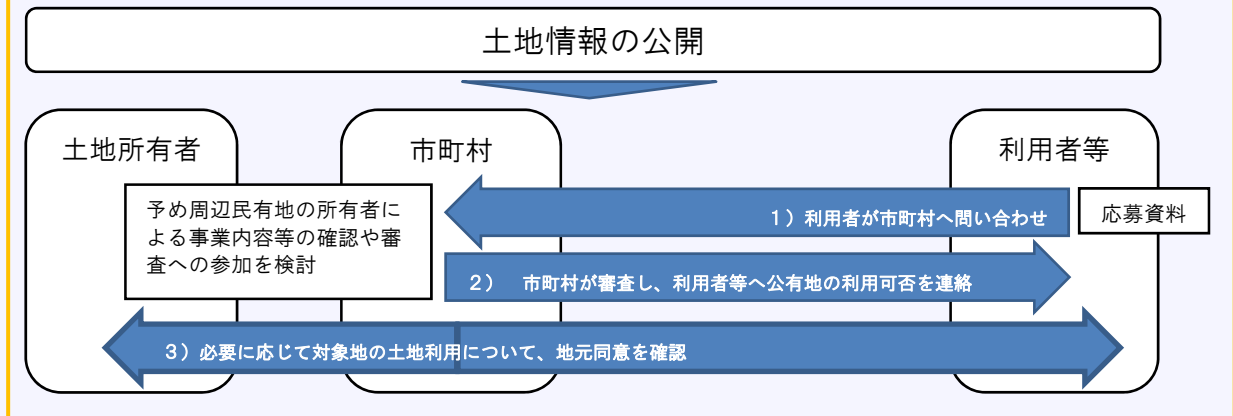 土地情報の公開
土地所有者
市町村
利用者等
予め周辺民有地の所有者に
よる事業内容等の確認や審
査への参加を検討
1）利用者が市町村へ問い合わせ
応募資料
2）　市町村が審査し、利用者等へ公有地の利用可否を連絡
3）必要に応じて対象地の土地利用について、地元同意を確認